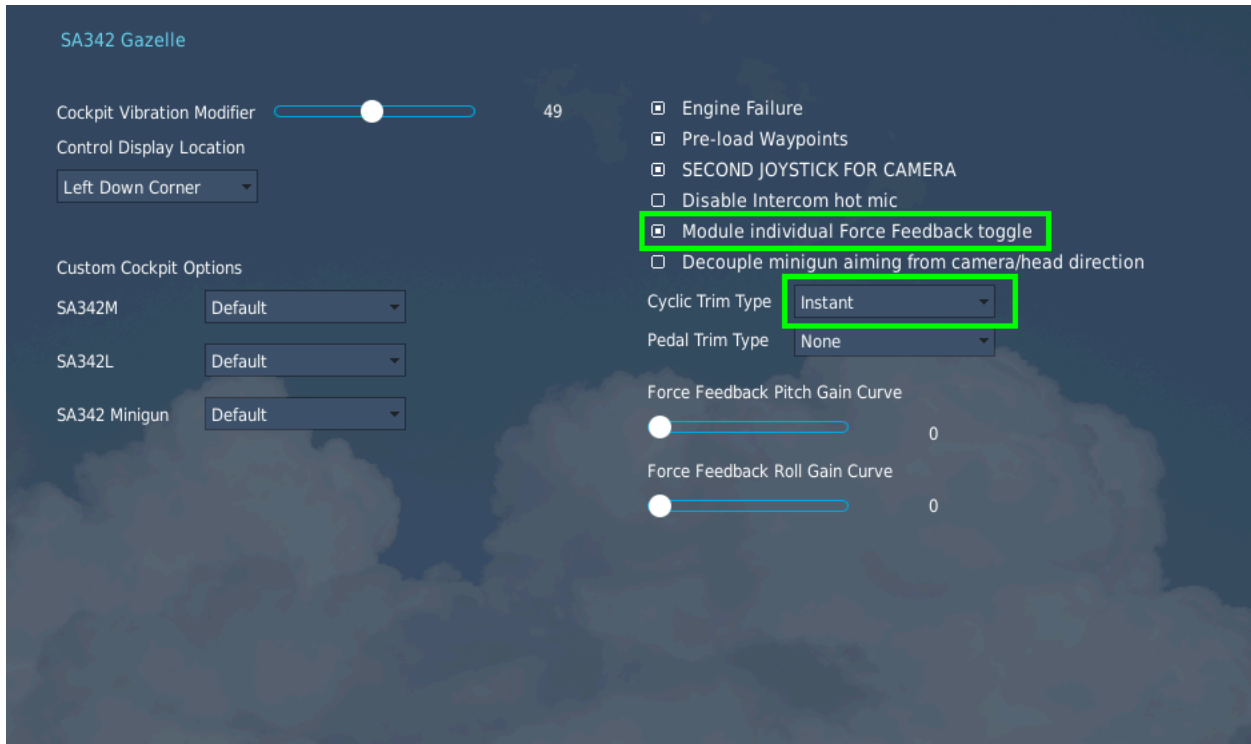 SA342 Gazelle
Cockpit Vibration Modifier 49
Control Display Location
Left Down Corner
Custom Cockpit Options
SA342M Default
SA342L Default
SA342 Minigun Default
Engine Failure
Pre-load Waypoints
SECOND JOYSTICK FOR CAMERA
Disable Intercom hot mic
Module individual Force Feedback toggle
Decouple minigun aiming from camera/head direction
Cyclic Trim Type Instant
Pedal Trim Type None
Force Feedback Pitch Gain Curve
0
Force Feedback Roll Gain Curve
0